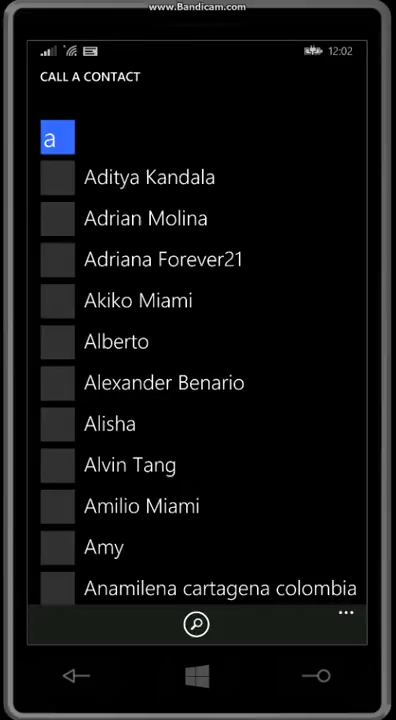 www.Bandicam.com
12:02
CALL A CONTACT
a
Aditya Kandala
Adrian Molina
Adriana Forever21
Akiko Miami
Alberto
Alexander Benario
Alisha
Alvin Tang
Amilio Miami
Amy
Anamilena cartagena colombia